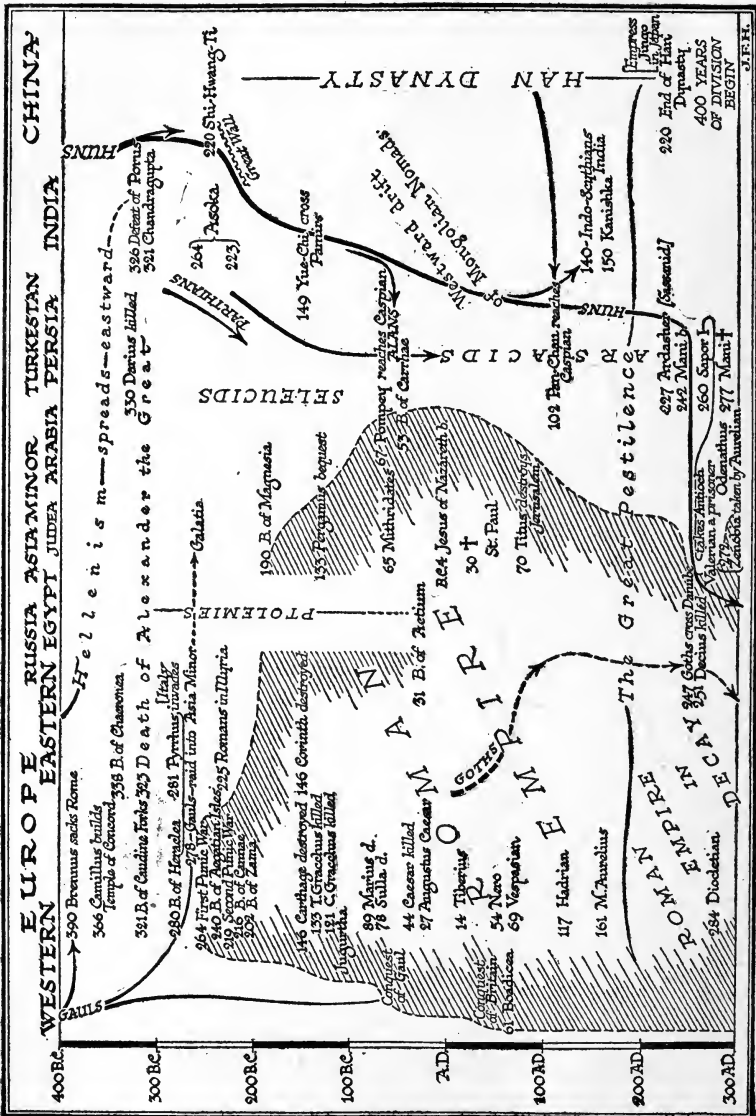 EUROPE
WESTERN
EASTERN
RUSSIA
EGYPT
ASIA MINOR
JUDEA ARABIA
TURKESTAN
PERSIA
INDIA
CHINA
400 B.C.
300 B.C.
200 B.C.
100 B.C.
A.D.
100 A.D.
200 A.D.
300 A.D.
GAULS
390 Brennus sacks Rome
Hellenism—spreads—eastward
HUNS
366 Camillus builds
Temple of Concord
338 B. of Chaeronea
330 Darius killed
326 Defeat of Porus
321 Chandragupta
321 B. of Caudine Forks
323 Death of Alexander the Great
280 B. of Heraclea
281 Pyrrhus invades
Italy
278—Gauls—raid into Asia Minor
Galatia
PARTHIANS
264
Asoka
223
220 Shi-Hwang-Ti
Great Wall
264 First Punic War
240 B. of Aegatian Isles
225 Romans in Illyria
219 Second Punic War
216 B. of Cannae
202 B. of Zama
PTOLEMIES
SELEUCIDS
190 B. of Magnesia
149 Yue-Chi cross
Pamirs
HAN DYNASTY
146 Carthage destroyed
146 Corinth destroyed
133 T. Gracchus killed
121 C. Gracchus killed
Jugurtha
133 Pergamus bequest
Westward drift
of Mongolian Nomads
89 Marius d.
78 Sulla d.
Conquest
of Gaul
65 Mithridates
67 Pompey reaches Caspian
ALANS
53 B. of Carrhae
44 Caesar killed
27 Augustus Caesar
31 B. of Actium
ROMAN
EMPIRE
ARSACIDS
B.C. 4 Jesus of Nazareth b.
14 Tiberius
30 ✝
St. Paul
GOTHS
Conquest
of Britain
61 Boadicea
54 Nero
69 Vespasian
70 Titus destroys
Jerusalem
102 Pan-Chau reaches
Caspian
140-Indo-Scythians
150 Kanishka India
HUNS
117 Hadrian
161 M. Aurelius
The Great Pestilence
Empress
Jingo
in Japan
220 End of Han
Dynasty
400 YEARS
OF DIVISION
BEGIN
ROMAN
EMPIRE IN
DECAY
227 Ardashir
Sassanid
242 Mani b.
247 Goths cross Danube
251 Decius killed
260 Sapor I
takes Antioch
Valerian a prisoner
Odenathus
Zenobia taken by Aurelian
277 Mani ✝
284 Diocletian
J.F.H.